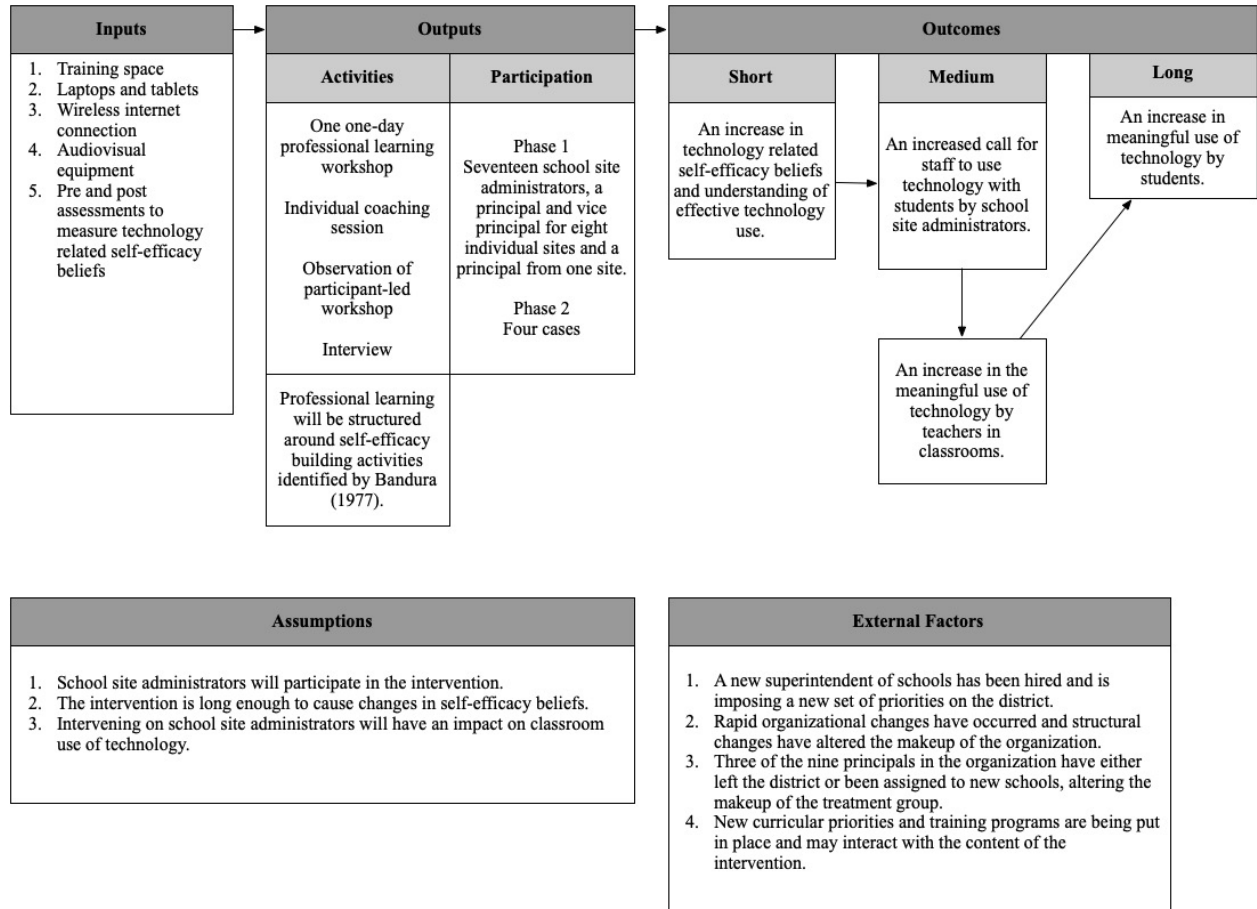 Inputs
1. Training space
2. Laptops and tablets
3. Wireless internet
connection
4. Audiovisual
equipment
5. Pre and post
assessments to
measure technology
related self-efficacy
beliefs
Outputs
Activities
One one-day
professional learning
workshop
Individual coaching
session
Observation of
participant-led
workshop
Interview
Professional learning
will be structured
around self-efficacy
building activities
identified by Bandura
(1977).
Participation
Phase 1
Seventeen school site
administrators, a
principal and vice
principal for eight
individual sites and a
principal from one site.
Phase 2
Four cases
Outcomes
Short
An increase in
technology related
self-efficacy beliefs
and understanding of
effective technology
use.
Medium
An increased call for
staff to use
technology with
students by school
site administrators.
An increase in the
meaningful use of
technology by
teachers in
classrooms.
Long
An increase in
meaningful use of
technology by
students.
Assumptions
1. School site administrators will participate in the intervention.
2. The intervention is long enough to cause changes in self-efficacy beliefs.
3. Intervening on school site administrators will have an impact on classroom
use of technology.
External Factors
1. A new superintendent of schools has been hired and is
imposing a new set of priorities on the district.
2. Rapid organizational changes have occurred and structural
changes have altered the makeup of the organization.
3. Three of the nine principals in the organization have either
left the district or been assigned to new schools, altering the
makeup of the treatment group.
4. New curricular priorities and training programs are being put
in place and may interact with the content of the
intervention.